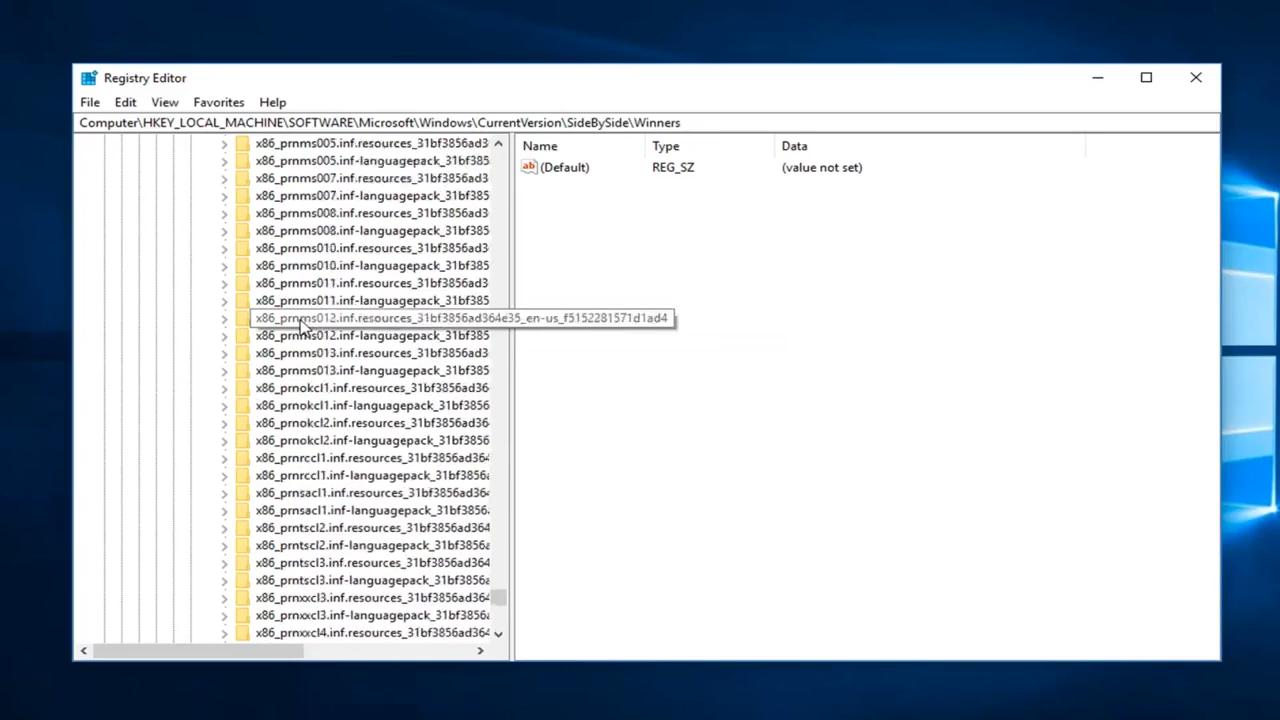 Registry Editor
File Edit View Favorites Help
Computer\HKEY_LOCAL_MACHINE\SOFTWARE\Microsoft\Windows\CurrentVersion\SideBySide\Winners
Name Type Data
(Default) REG_SZ (value not set)
x86_prnms005.inf.resources_31bf3856ad3
x86_prnms005.inf-languagepack_31bf385
x86_prnms007.inf.resources_31bf3856ad3
x86_prnms007.inf-languagepack_31bf385
x86_prnms008.inf.resources_31bf3856ad3
x86_prnms008.inf-languagepack_31bf385
x86_prnms010.inf.resources_31bf3856ad3
x86_prnms010.inf-languagepack_31bf385
x86_prnms011.inf.resources_31bf3856ad3
x86_prnms011.inf-languagepack_31bf385
x86_prnms012.inf.resources_31bf3856ad364e35_en-us_f5152281571d1ad4
x86_prnms012.inf-languagepack_31bf385
x86_prnms013.inf.resources_31bf3856ad3
x86_prnms013.inf-languagepack_31bf385
x86_prnokcl1.inf.resources_31bf3856ad36
x86_prnokcl1.inf-languagepack_31bf3856
x86_prnokcl2.inf.resources_31bf3856ad36
x86_prnokcl2.inf-languagepack_31bf3856
x86_prnrccl1.inf.resources_31bf3856ad364
x86_prnrccl1.inf-languagepack_31bf3856a
x86_prnsacl1.inf.resources_31bf3856ad364
x86_prnsacl1.inf-languagepack_31bf3856a
x86_prntscl2.inf.resources_31bf3856ad364
x86_prntscl2.inf-languagepack_31bf3856a
x86_prntscl3.inf.resources_31bf3856ad364
x86_prntscl3.inf-languagepack_31bf3856a
x86_prnxxcl3.inf.resources_31bf3856ad364
x86_prnxxcl3.inf-languagepack_31bf3856a
x86_prnxxcl4.inf.resources_31bf3856ad364